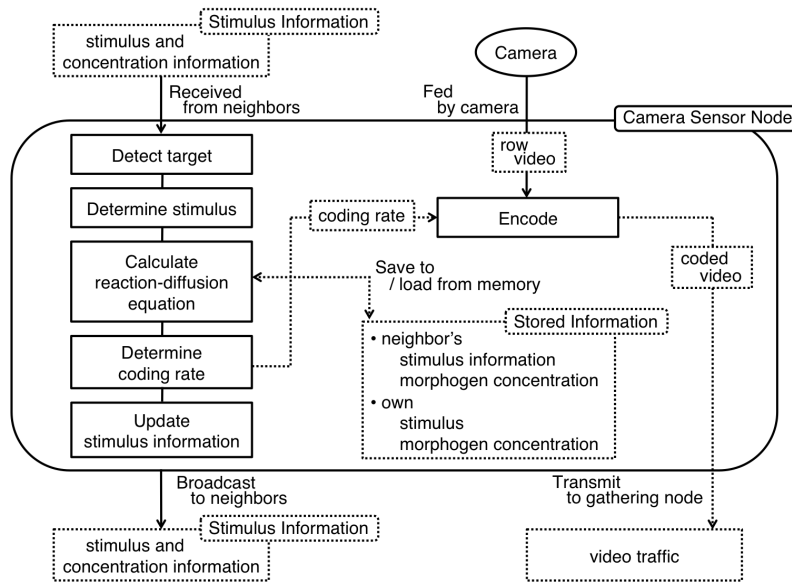 Stimulus Information
stimulus and
concentration information
Camera
Received
from neighbors
Fed
by camera
Camera Sensor Node
Detect target
row
video
Determine stimulus
coding rate
Encode
Calculate
reaction-diffusion
equation
Save to
/ load from memory
coded
video
Stored Information
• neighbor's
stimulus information
morphogen concentration
• own
stimulus
morphogen concentration
Determine
coding rate
Update
stimulus information
Broadcast
to neighbors
Transmit
to gathering node
Stimulus Information
stimulus and
concentration information
video traffic